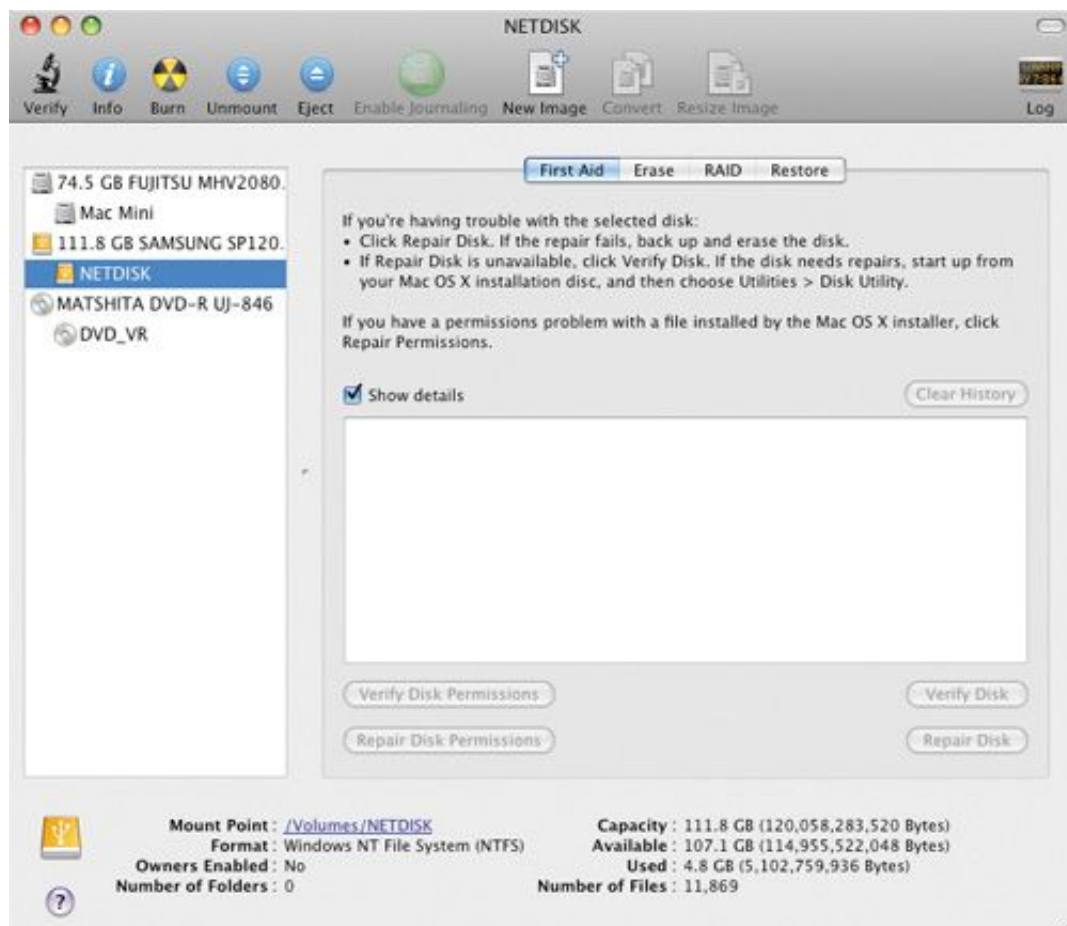 NETDISK
Verify Info Burn Unmount Eject Enable Journaling New Image Convert Resize Image Log
First Aid Erase RAID Restore
74.5 GB FUJITSU MHV2080.
Mac Mini
111.8 GB SAMSUNG SP120.
NETDISK
MATSHITA DVD-R UJ-846
DVD_VR
If you're having trouble with the selected disk:
• Click Repair Disk. If the repair fails, back up and erase the disk.
• If Repair Disk is unavailable, click Verify Disk. If the disk needs repairs, start up from
your Mac OS X installation disc, and then choose Utilities > Disk Utility.
If you have a permissions problem with a file installed by the Mac OS X installer, click
Repair Permissions.
Show details
Clear History
Verify Disk Permissions Verify Disk
Repair Disk Permissions Repair Disk
Mount Point : /Volumes/NETDISK
Format : Windows NT File System (NTFS)
Owners Enabled : No
Number of Folders : 0
Capacity : 111.8 GB (120,058,283,520 Bytes)
Available : 107.1 GB (114,955,522,048 Bytes)
Used : 4.8 GB (5,102,759,936 Bytes)
Number of Files : 11,869
?